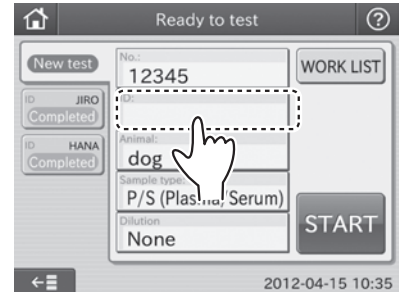 Ready to test
?
New test
ID JIRO
Completed
ID HANA
Completed
No.:
12345
ID:
Animal:
dog
Sample type:
P/S (Plasma/Serum)
Dilution
None
WORK LIST
START
2012-04-15 10:35